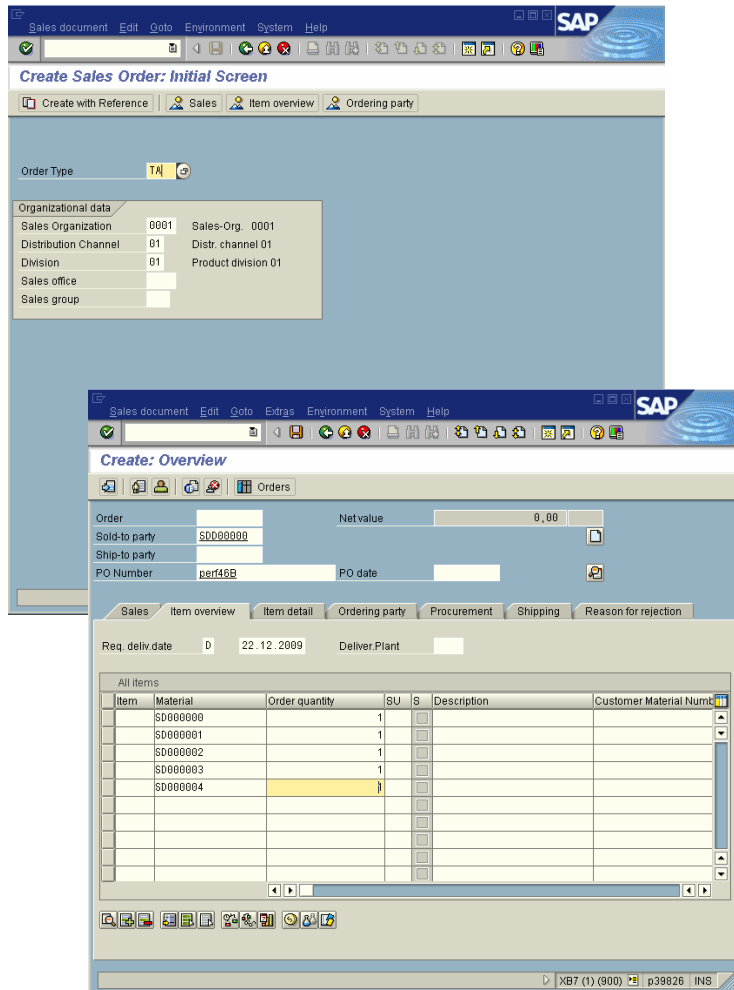 Sales document Edit Goto Environment System Help
SAP
Create Sales Order: Initial Screen
Create with Reference Sales Item overview Ordering party
Order Type TA
Organizational data
Sales Organization 0001 Sales-Org. 0001
Distribution Channel 01 Distr. channel 01
Division 01 Product division 01
Sales office
Sales group
Sales document Edit Goto Extras Environment System Help
SAP
Create: Overview
Orders
Order Net value 0,00
Sold-to party SDD00000
Ship-to party
PO Number perf46B PO date
Sales Item overview Item detail Ordering party Procurement Shipping Reason for rejection
Req. deliv.date D 22.12.2009 Deliver.Plant
All items
Item Material Order quantity SU S Description Customer Material Numb
SD000000 1
SD000001 1
SD000002 1
SD000003 1
SD000004 1
XB7 (1) (900) p39826 INS